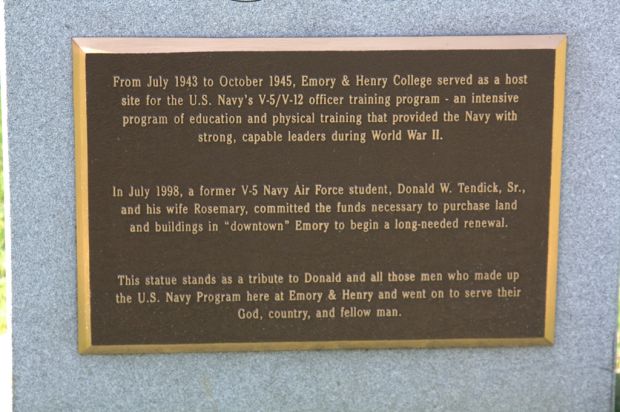 From July 1943 to October 1945, Emory & Henry College served as a host
site for the U.S. Navy's V-5/V-12 officer training program - an intensive
program of education and physical training that provided the Navy with
strong, capable leaders during World War II.
In July 1998, a former V-5 Navy Air Force student, Donald W. Tendick, Sr.,
and his wife Rosemary, committed the funds necessary to purchase land
and buildings in "downtown" Emory to begin a long-needed renewal.
This statue stands as a tribute to Donald and all those men who made up
the U.S. Navy Program here at Emory & Henry and went on to serve their
God, country, and fellow man.